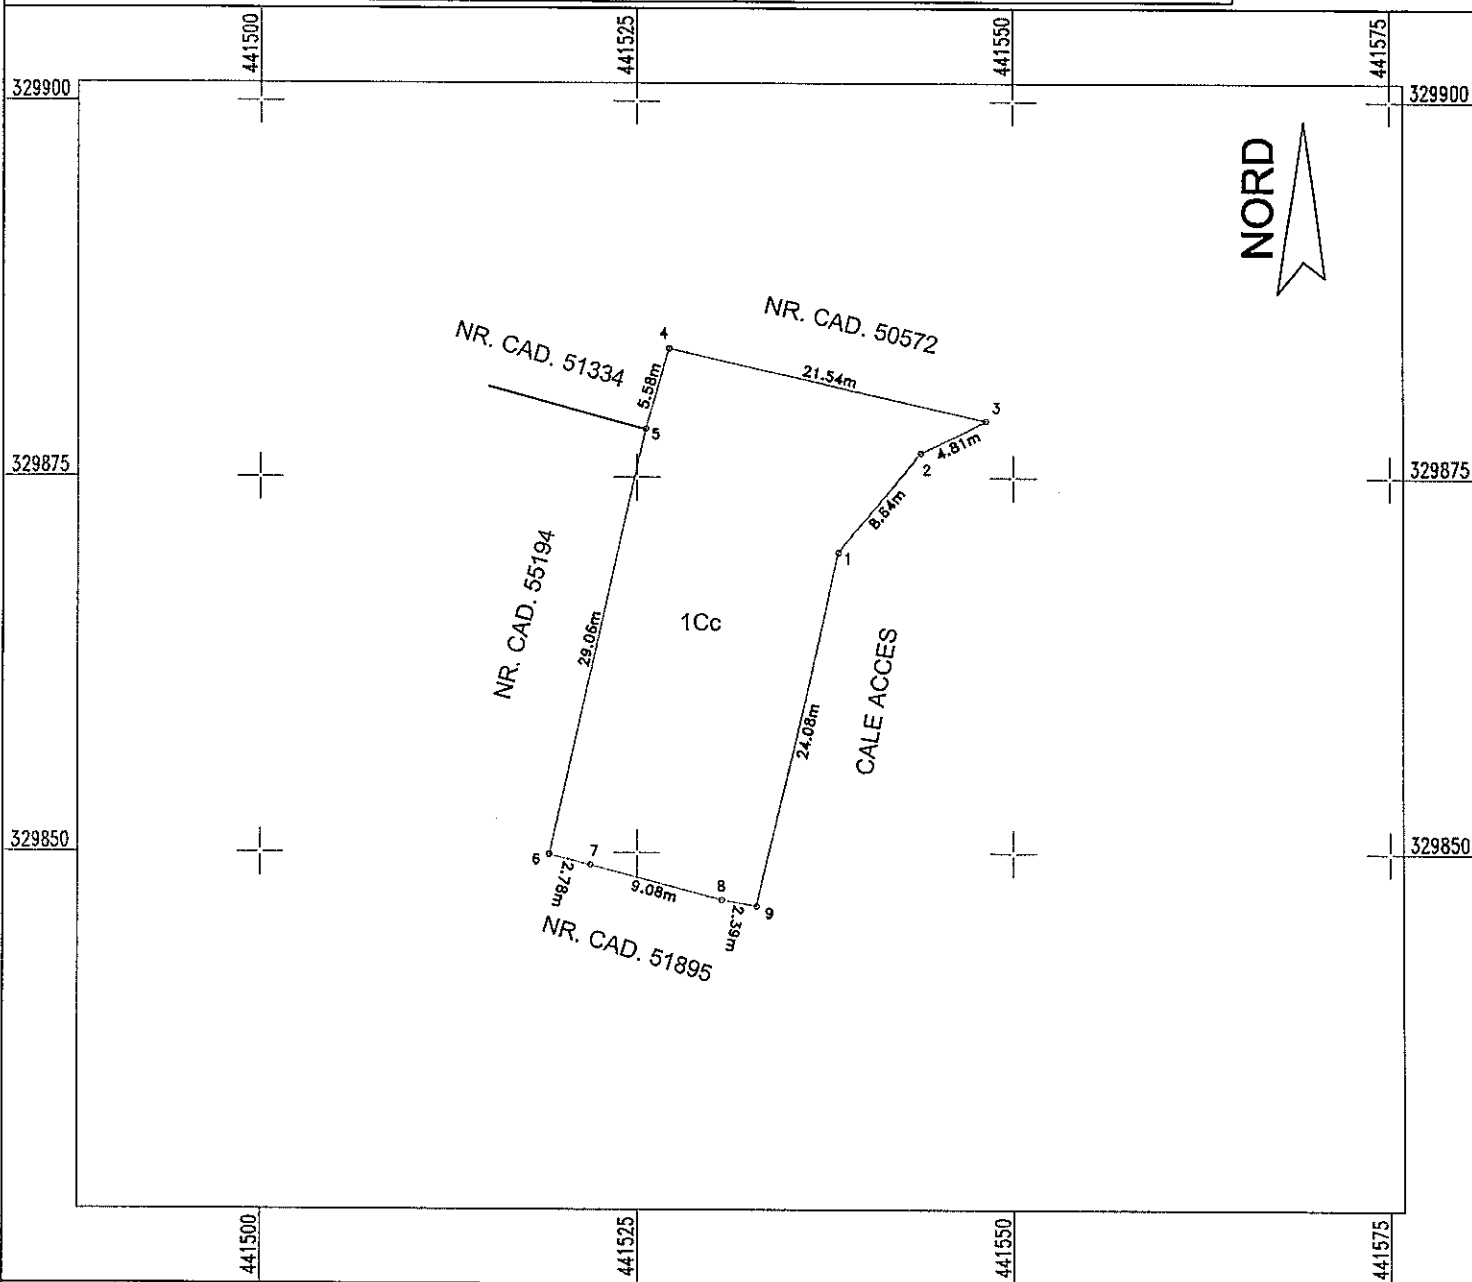 441500
441525
441550
441575
329900
329900
NORD
NR. CAD. 50572
4
NR. CAD. 51334
5.58m
21.54m
3
5
4.81m
2
329875
329875
8.64m
1
NR. CAD. 55194
29.06m
1Cc
CALE ACCES
24.08m
329850
329850
6
7
2.78m
9.08m
8
2.39m
9
NR. CAD. 51895
441500
441525
441550
441575